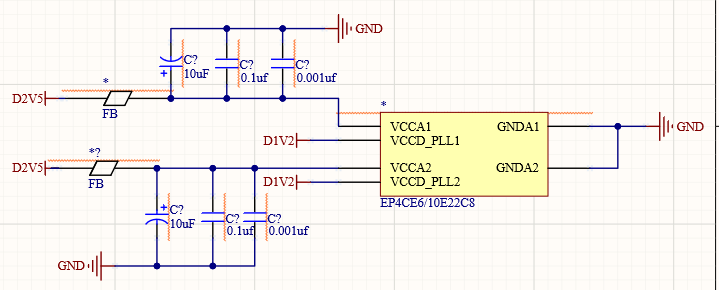 GND
C?
10uF
C?
0.1uf
C?
0.001uf
*
D2V5
FB
*
VCCA1
GNDA1
GND
D1V2
VCCD_PLL1
*?
D2V5
FB
VCCA2
GNDA2
D1V2
VCCD_PLL2
EP4CE6/10E22C8
C?
10uF
C?
0.1uf
C?
0.001uf
GND